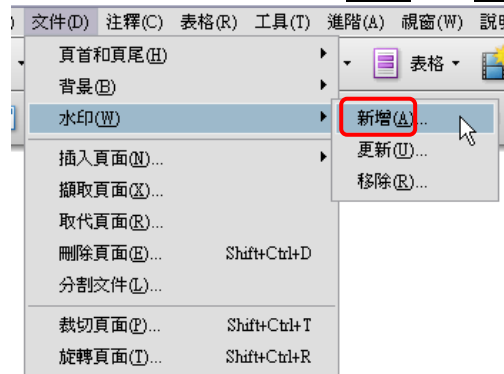 ) 文件(D) 注釋(C) 表格(R) 工具(T) 進階(A) 視窗(W) 說明
頁首和頁尾(H)
表格
背景(B)
水印(W)
新增(A)...
更新(U)...
移除(R)...
插入頁面(N)...
擷取頁面(X)...
取代頁面(R)...
刪除頁面(E)... Shift+Ctrl+D
分割文件(L)...
裁切頁面(P)... Shift+Ctrl+T
旋轉頁面(T)... Shift+Ctrl+R